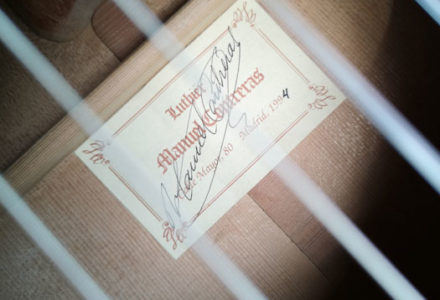 Luthier
Manuel Contreras
Mayor, 80 Madrid, 1994